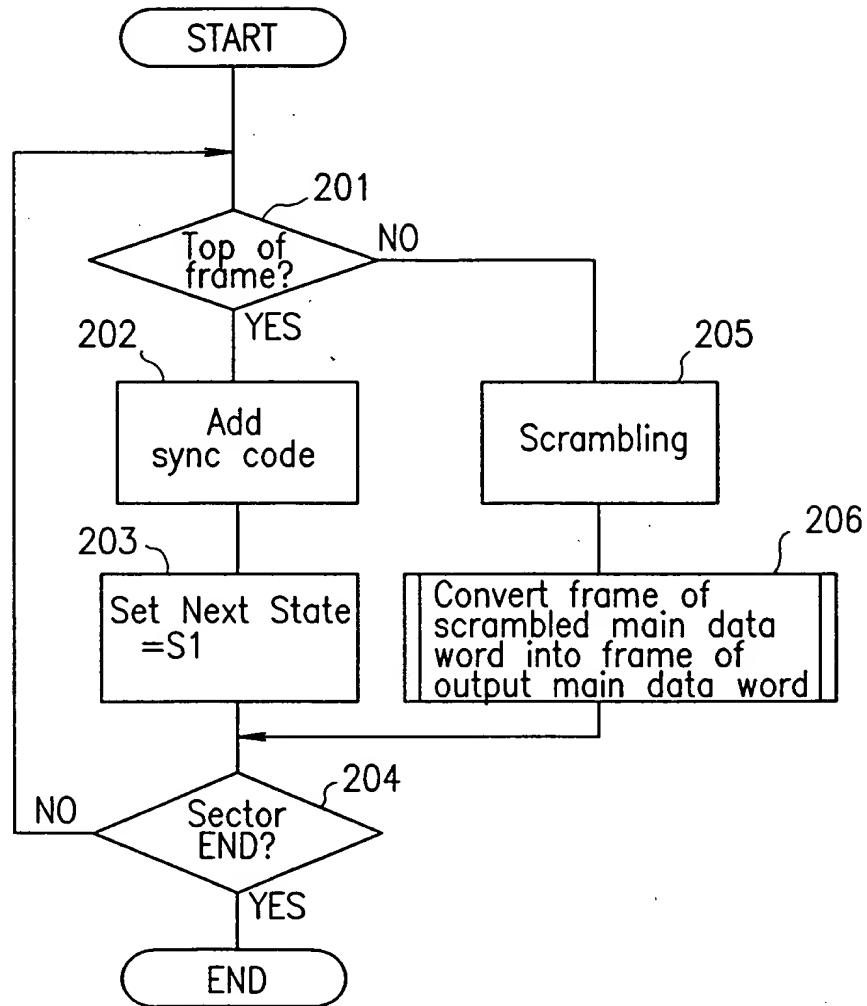 START
201
Top of
frame?
NO
YES
202
Add
sync code
205
Scrambling
203
Set Next State
=S1
206
Convert frame of
scrambled main data
word into frame of
output main data word
204
Sector
END?
NO
YES
END